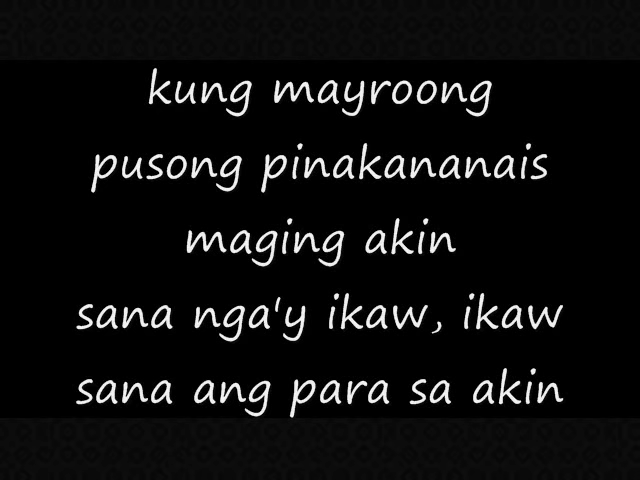 kung mayroong
pusong pinakananais
maging akin
sana nga'y ikaw, ikaw
sana ang para sa akin